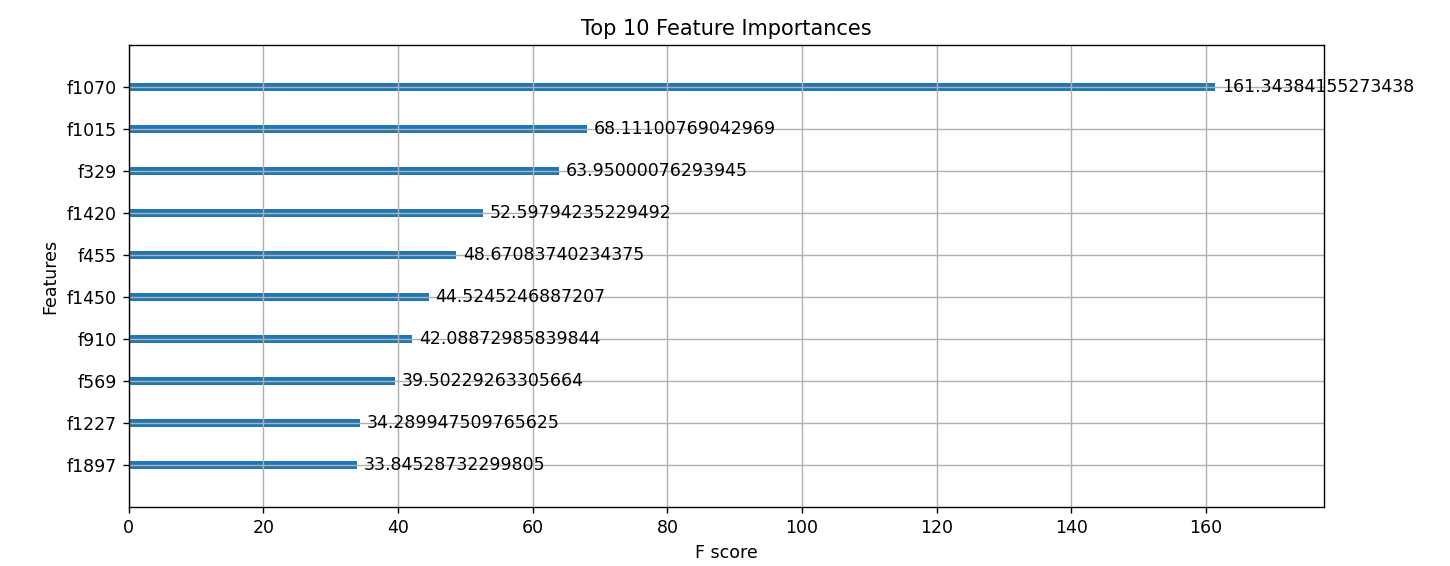 Top 10 Feature Importances
f1070 161.34384155273438
f1015 68.11100769042969
f329 63.95000076293945
f1420 52.59794235229492
f455 48.67083740234375
f1450 44.5245246887207
f910 42.08872985839844
f569 39.50229263305664
f1227 34.289947509765625
f1897 33.84528732299805
Features
0 20 40 60 80 100 120 140 160
F score